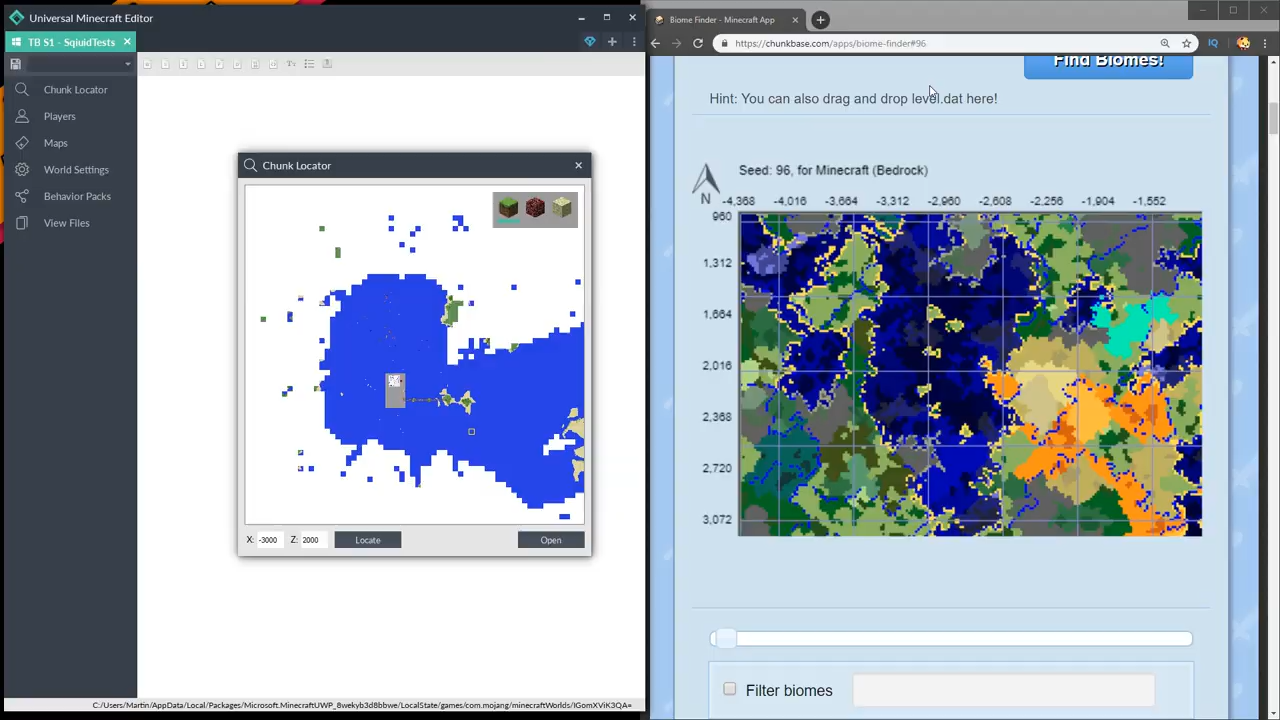 Universal Minecraft Editor
TB S1 - SqiuidTests
Chunk Locator
Players
Maps
World Settings
Behavior Packs
View Files
Chunk Locator
X: -3000 Z: 2000 Locate Open
C:/Users/Martin/AppData/Local/Packages/Microsoft.MinecraftUWP_8wekyb3d8bbwe/LocalState/games/com.mojang/minecraftWorlds/IGomXViK3QA=
Biome Finder - Minecraft App
https://chunkbase.com/apps/biome-finder#96
Find Biomes!
Hint: You can also drag and drop level.dat here!
Seed: 96, for Minecraft (Bedrock)
N
-4,368 -4,016 -3,664 -3,312 -2,960 -2,608 -2,256 -1,904 -1,552
960
1,312
1,664
2,016
2,368
2,720
3,072
Filter biomes